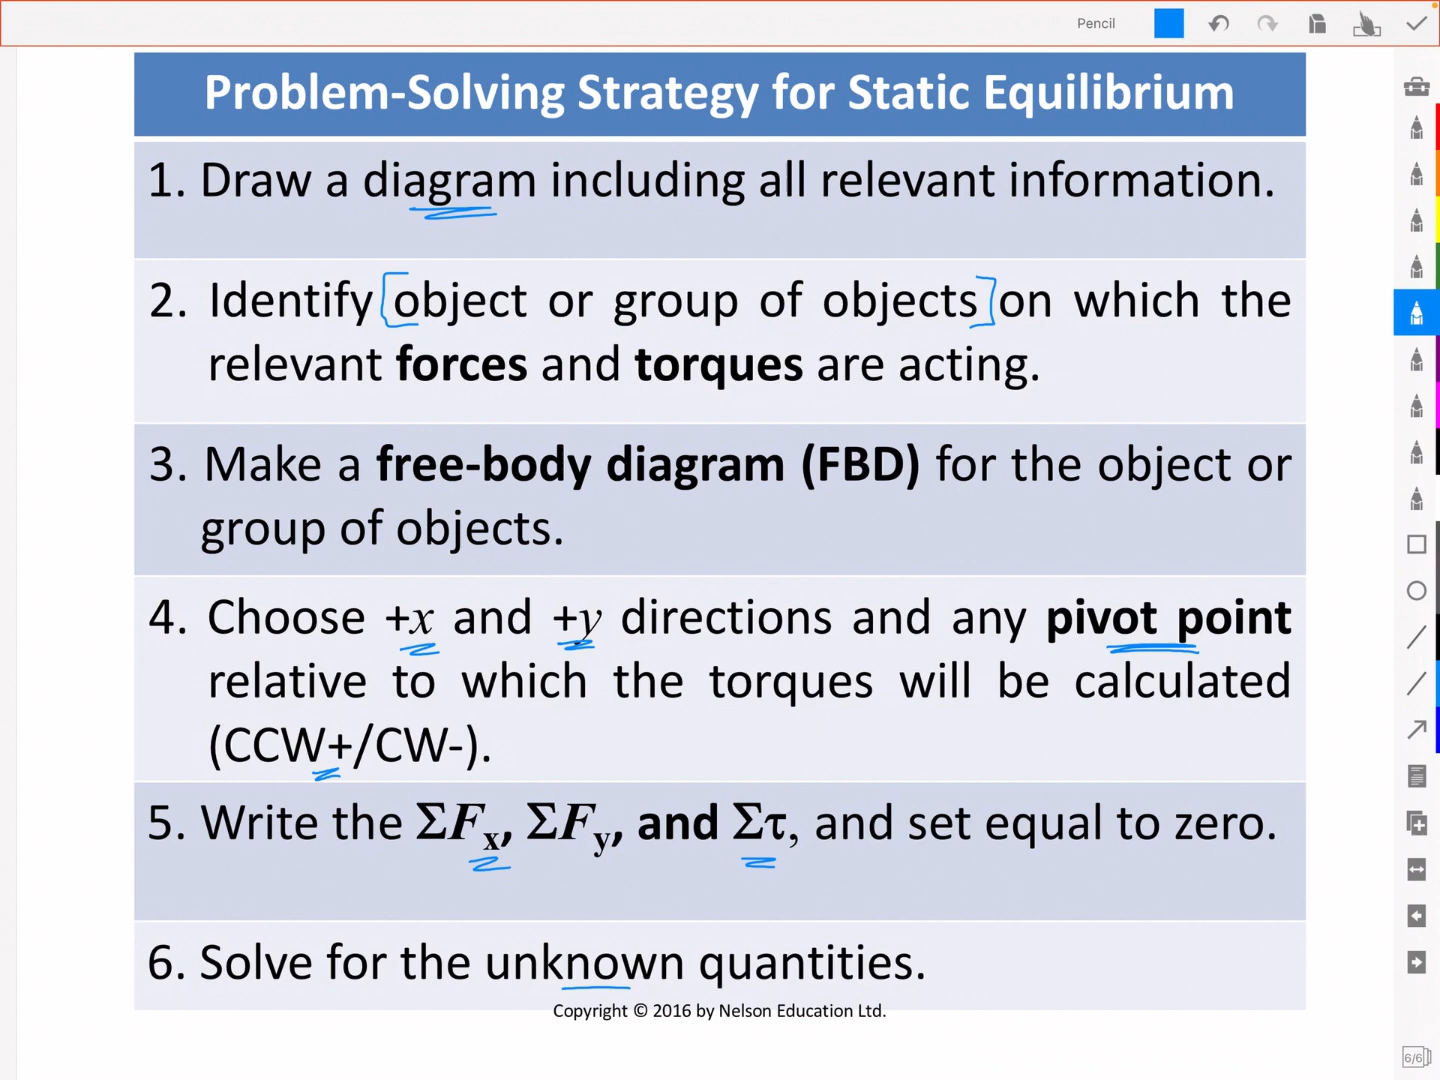 Pencil
Problem-Solving Strategy for Static Equilibrium
1. Draw a diagram including all relevant information.
2. Identify object or group of objects on which the
relevant forces and torques are acting.
3. Make a free-body diagram (FBD) for the object or
group of objects.
4. Choose +x and +y directions and any pivot point
relative to which the torques will be calculated
(CCW+/CW-).
5. Write the ΣFx, ΣFy, and Στ, and set equal to zero.
6. Solve for the unknown quantities.
Copyright © 2016 by Nelson Education Ltd.
6/6